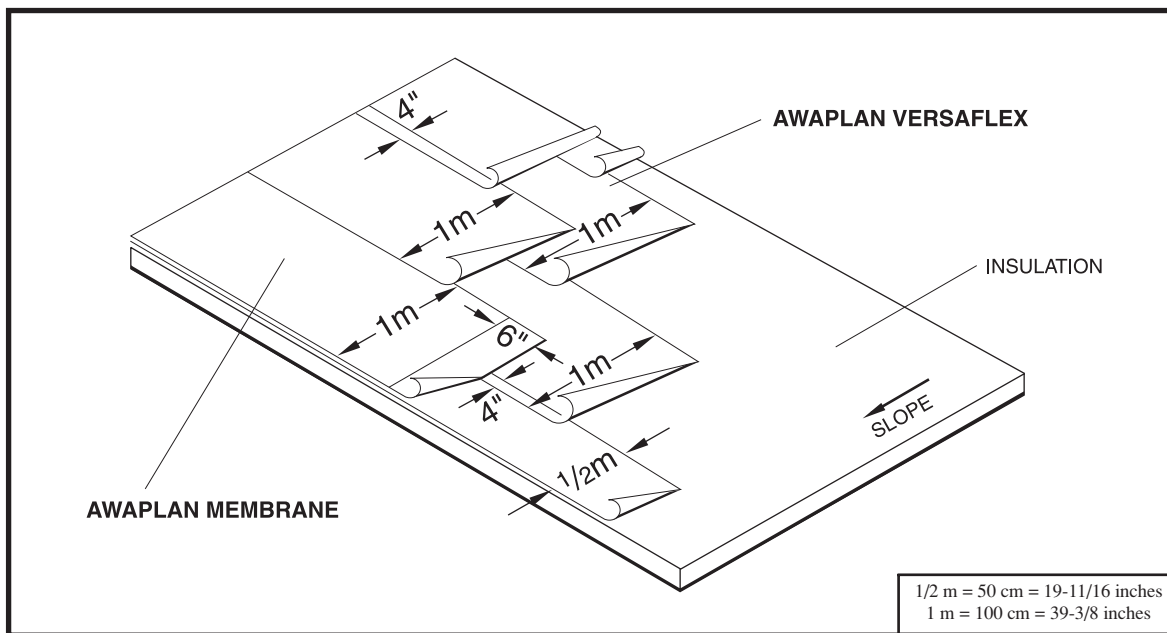 4"
AWAPLAN VERSAFLEX
1m
1m
INSULATION
1m
6"
1m
4"
SLOPE
1/2m
AWAPLAN MEMBRANE
1/2 m = 50 cm = 19-11/16 inches
1 m = 100 cm = 39-3/8 inches